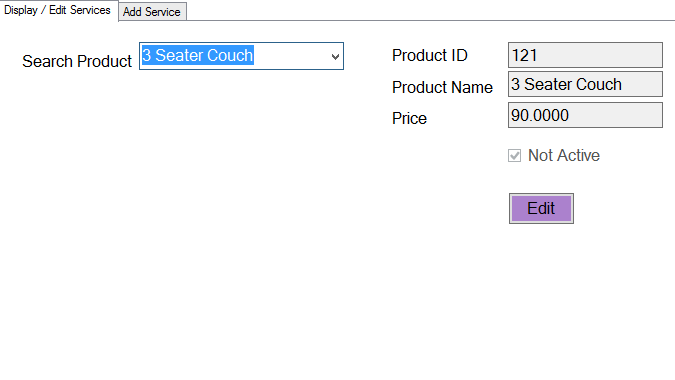 Display / Edit Services
Add Service
Search Product
3 Seater Couch
Product ID
121
Product Name
3 Seater Couch
Price
90.0000
Not Active
Edit